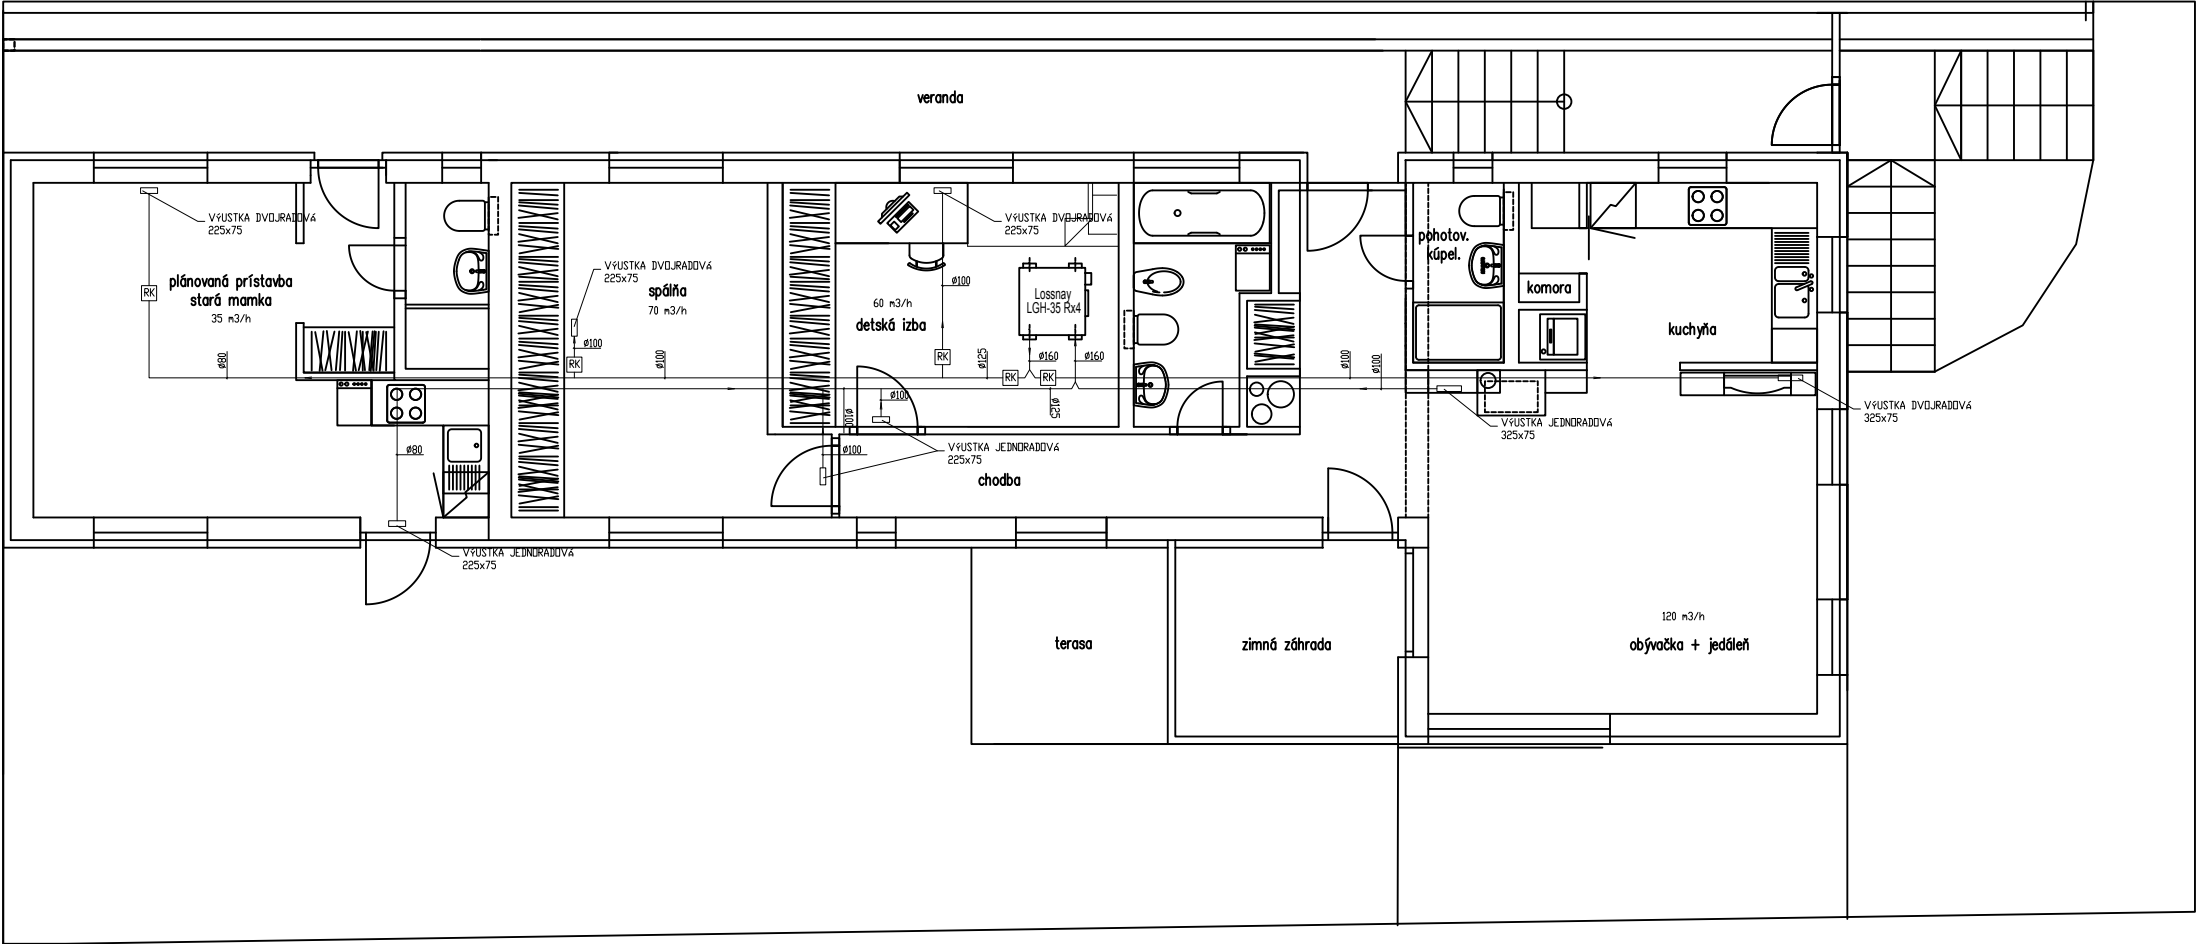 veranda
VÝUSTKA DVOJRADOVÁ
225x75
RK
plánovaná prístavba
stará mamka
35 m3/h
ø80
VÝUSTKA DVOJRADOVÁ
225x75
spálňa
70 m3/h
ø100
RK
ø100
VÝUSTKA DVOJRADOVÁ
225x75
ø100
60 m3/h
detská izba
RK
Lossnay
LGH-35 Rx4
ø125
ø160
ø160
RK
RK
ø125
pohotov.
kúpel.
komora
kuchyňa
ø100
ø100
VÝUSTKA DVOJRADOVÁ
325x75
VÝUSTKA JEDNORADOVÁ
325x75
ø100
ø100
ø100
VÝUSTKA JEDNORADOVÁ
225x75
chodba
ø80
VÝUSTKA JEDNORADOVÁ
225x75
terasa
zimná záhrada
120 m3/h
obývačka + jedáleň